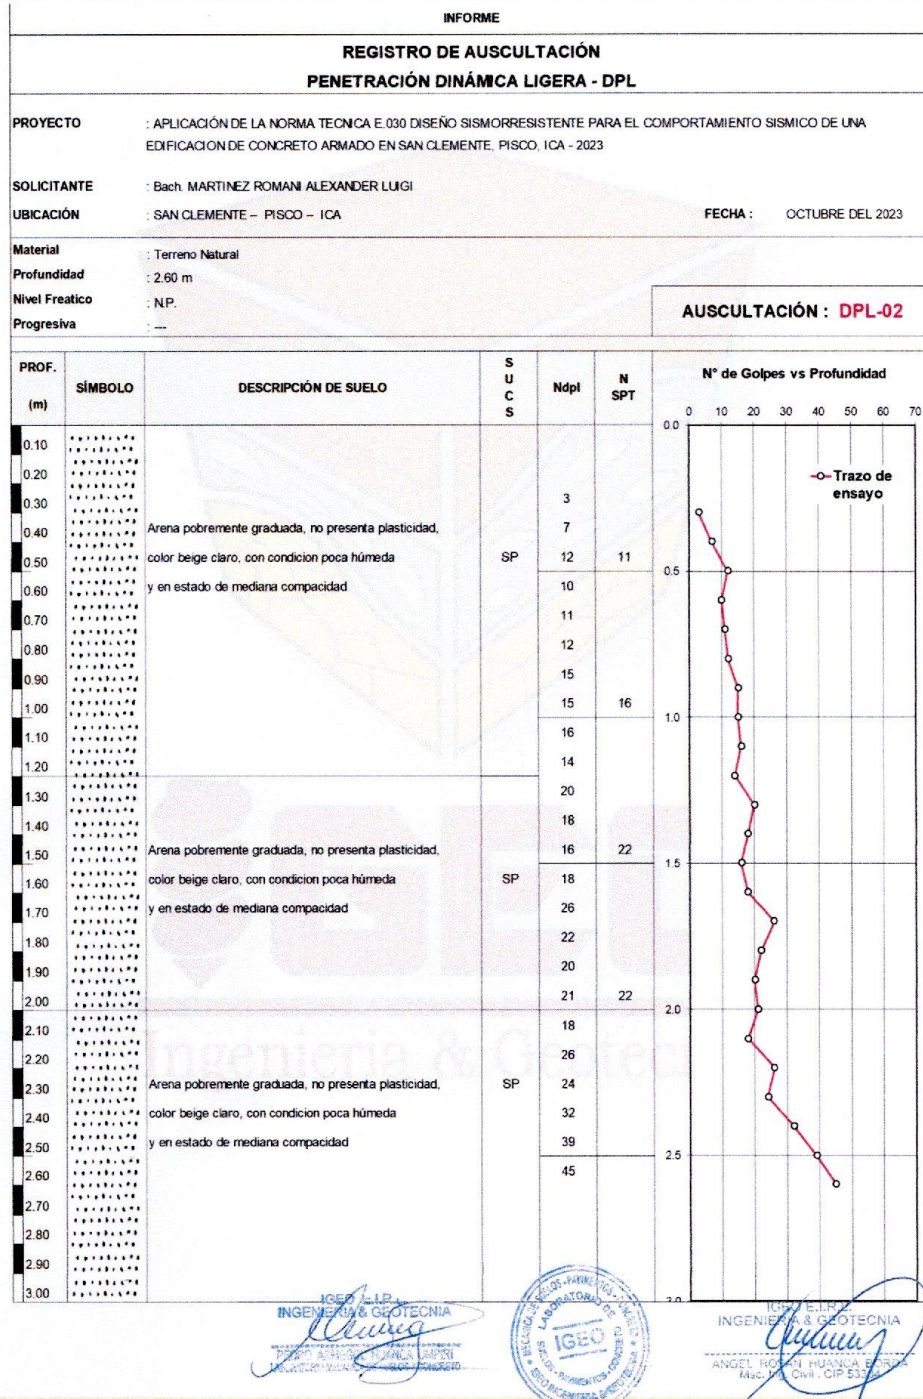 INFORME
REGISTRO DE AUSCULTACIÓN
PENETRACIÓN DINÁMICA LIGERA - DPL
PROYECTO : APLICACIÓN DE LA NORMA TECNICA E.030 DISEÑO SISMORRESISTENTE PARA EL COMPORTAMIENTO SISMICO DE UNA
EDIFICACION DE CONCRETO ARMADO EN SAN CLEMENTE, PISCO, ICA - 2023
SOLICITANTE : Bach. MARTINEZ ROMANI ALEXANDER LUIGI
UBICACIÓN : SAN CLEMENTE – PISCO – ICA FECHA : OCTUBRE DEL 2023
Material : Terreno Natural
Profundidad : 2.60 m
Nivel Freatico : N.P.
Progresiva : ---
AUSCULTACIÓN : DPL-02
PROF. (m) SÍMBOLO DESCRIPCIÓN DE SUELO SUCS Ndpl N SPT N° de Golpes vs Profundidad
0 10 20 30 40 50 60 70
0.0
0.10
0.20
Trazo de
ensayo
0.30 3
0.40 Arena pobremente graduada, no presenta plasticidad, 7
0.50 color beige claro, con condicion poca húmeda SP 12 11
0.5
0.60 y en estado de mediana compacidad 10
0.70 11
0.80 12
0.90 15
1.00 15 16
1.0
1.10 16
1.20 14
1.30 20
1.40 18
1.50 Arena pobremente graduada, no presenta plasticidad, 16 22
1.5
1.60 color beige claro, con condicion poca húmeda SP 18
1.70 y en estado de mediana compacidad 26
1.80 22
1.90 20
2.00 21 22
2.0
2.10 18
Ingenieria & Geotec
2.20 26
2.30 Arena pobremente graduada, no presenta plasticidad, SP 24
2.40 color beige claro, con condicion poca húmeda 32
2.50 y en estado de mediana compacidad 39
2.5
2.60 45
2.70
2.80
2.90
3.00
IGEO E.I.R.L.
INGENIERIA & GEOTECNIA
LABORATORIO DE
IGEO
IGEO E.I.R.L.
INGENIERIA & GEOTECNIA
ANGEL ROSAN HUANCA BORDA
Msc. Ing. Civil . CIP